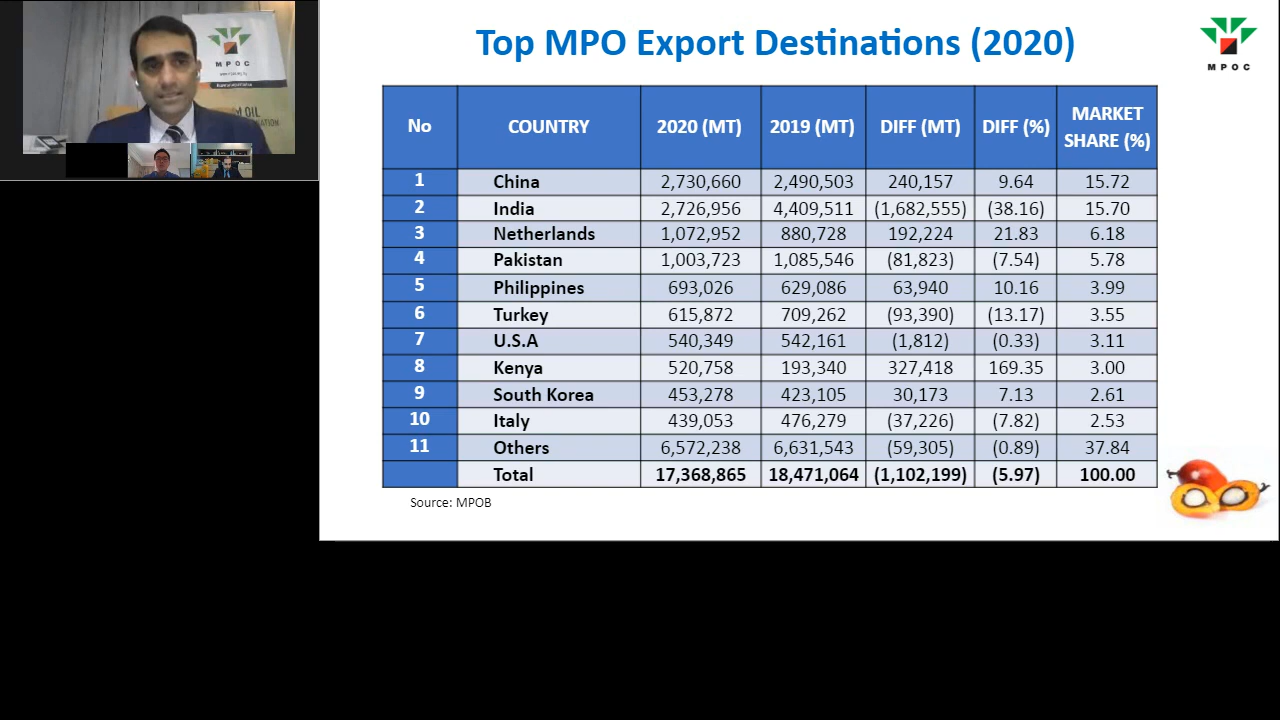 MPOC
M OIL
NATION
Top MPO Export Destinations (2020)
MPOC
No COUNTRY 2020 (MT) 2019 (MT) DIFF (MT) DIFF (%) MARKET SHARE (%)
1 China 2,730,660 2,490,503 240,157 9.64 15.72
2 India 2,726,956 4,409,511 (1,682,555) (38.16) 15.70
3 Netherlands 1,072,952 880,728 192,224 21.83 6.18
4 Pakistan 1,003,723 1,085,546 (81,823) (7.54) 5.78
5 Philippines 693,026 629,086 63,940 10.16 3.99
6 Turkey 615,872 709,262 (93,390) (13.17) 3.55
7 U.S.A 540,349 542,161 (1,812) (0.33) 3.11
8 Kenya 520,758 193,340 327,418 169.35 3.00
9 South Korea 453,278 423,105 30,173 7.13 2.61
10 Italy 439,053 476,279 (37,226) (7.82) 2.53
11 Others 6,572,238 6,631,543 (59,305) (0.89) 37.84
Total 17,368,865 18,471,064 (1,102,199) (5.97) 100.00
Source: MPOB